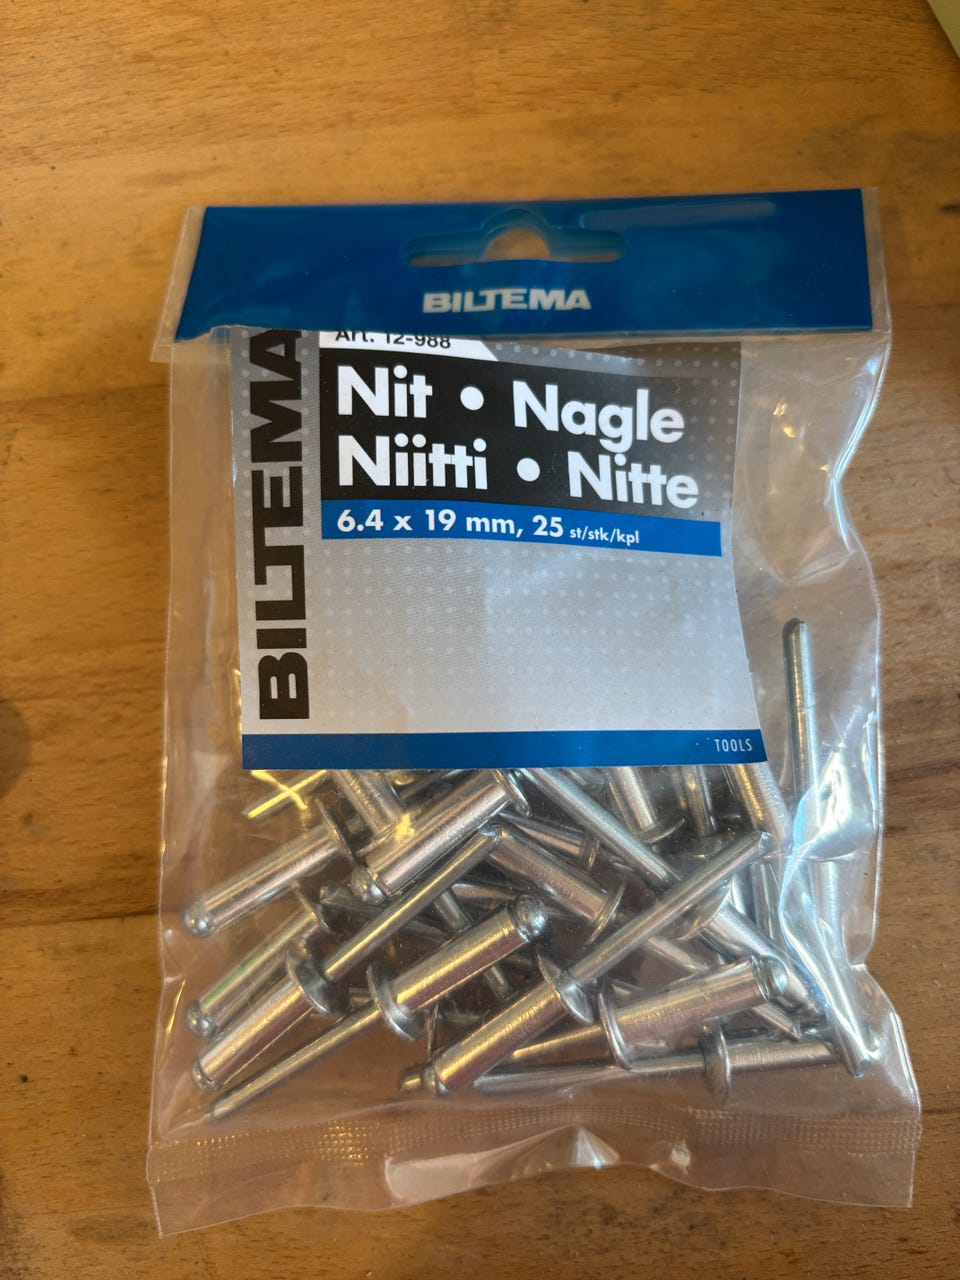 BILTEMA
BILTEMA
Art. 12-988
Nit • Nagle
Niitti • Nitte
6.4 x 19 mm, 25 st/stk/kpl
TOOLS